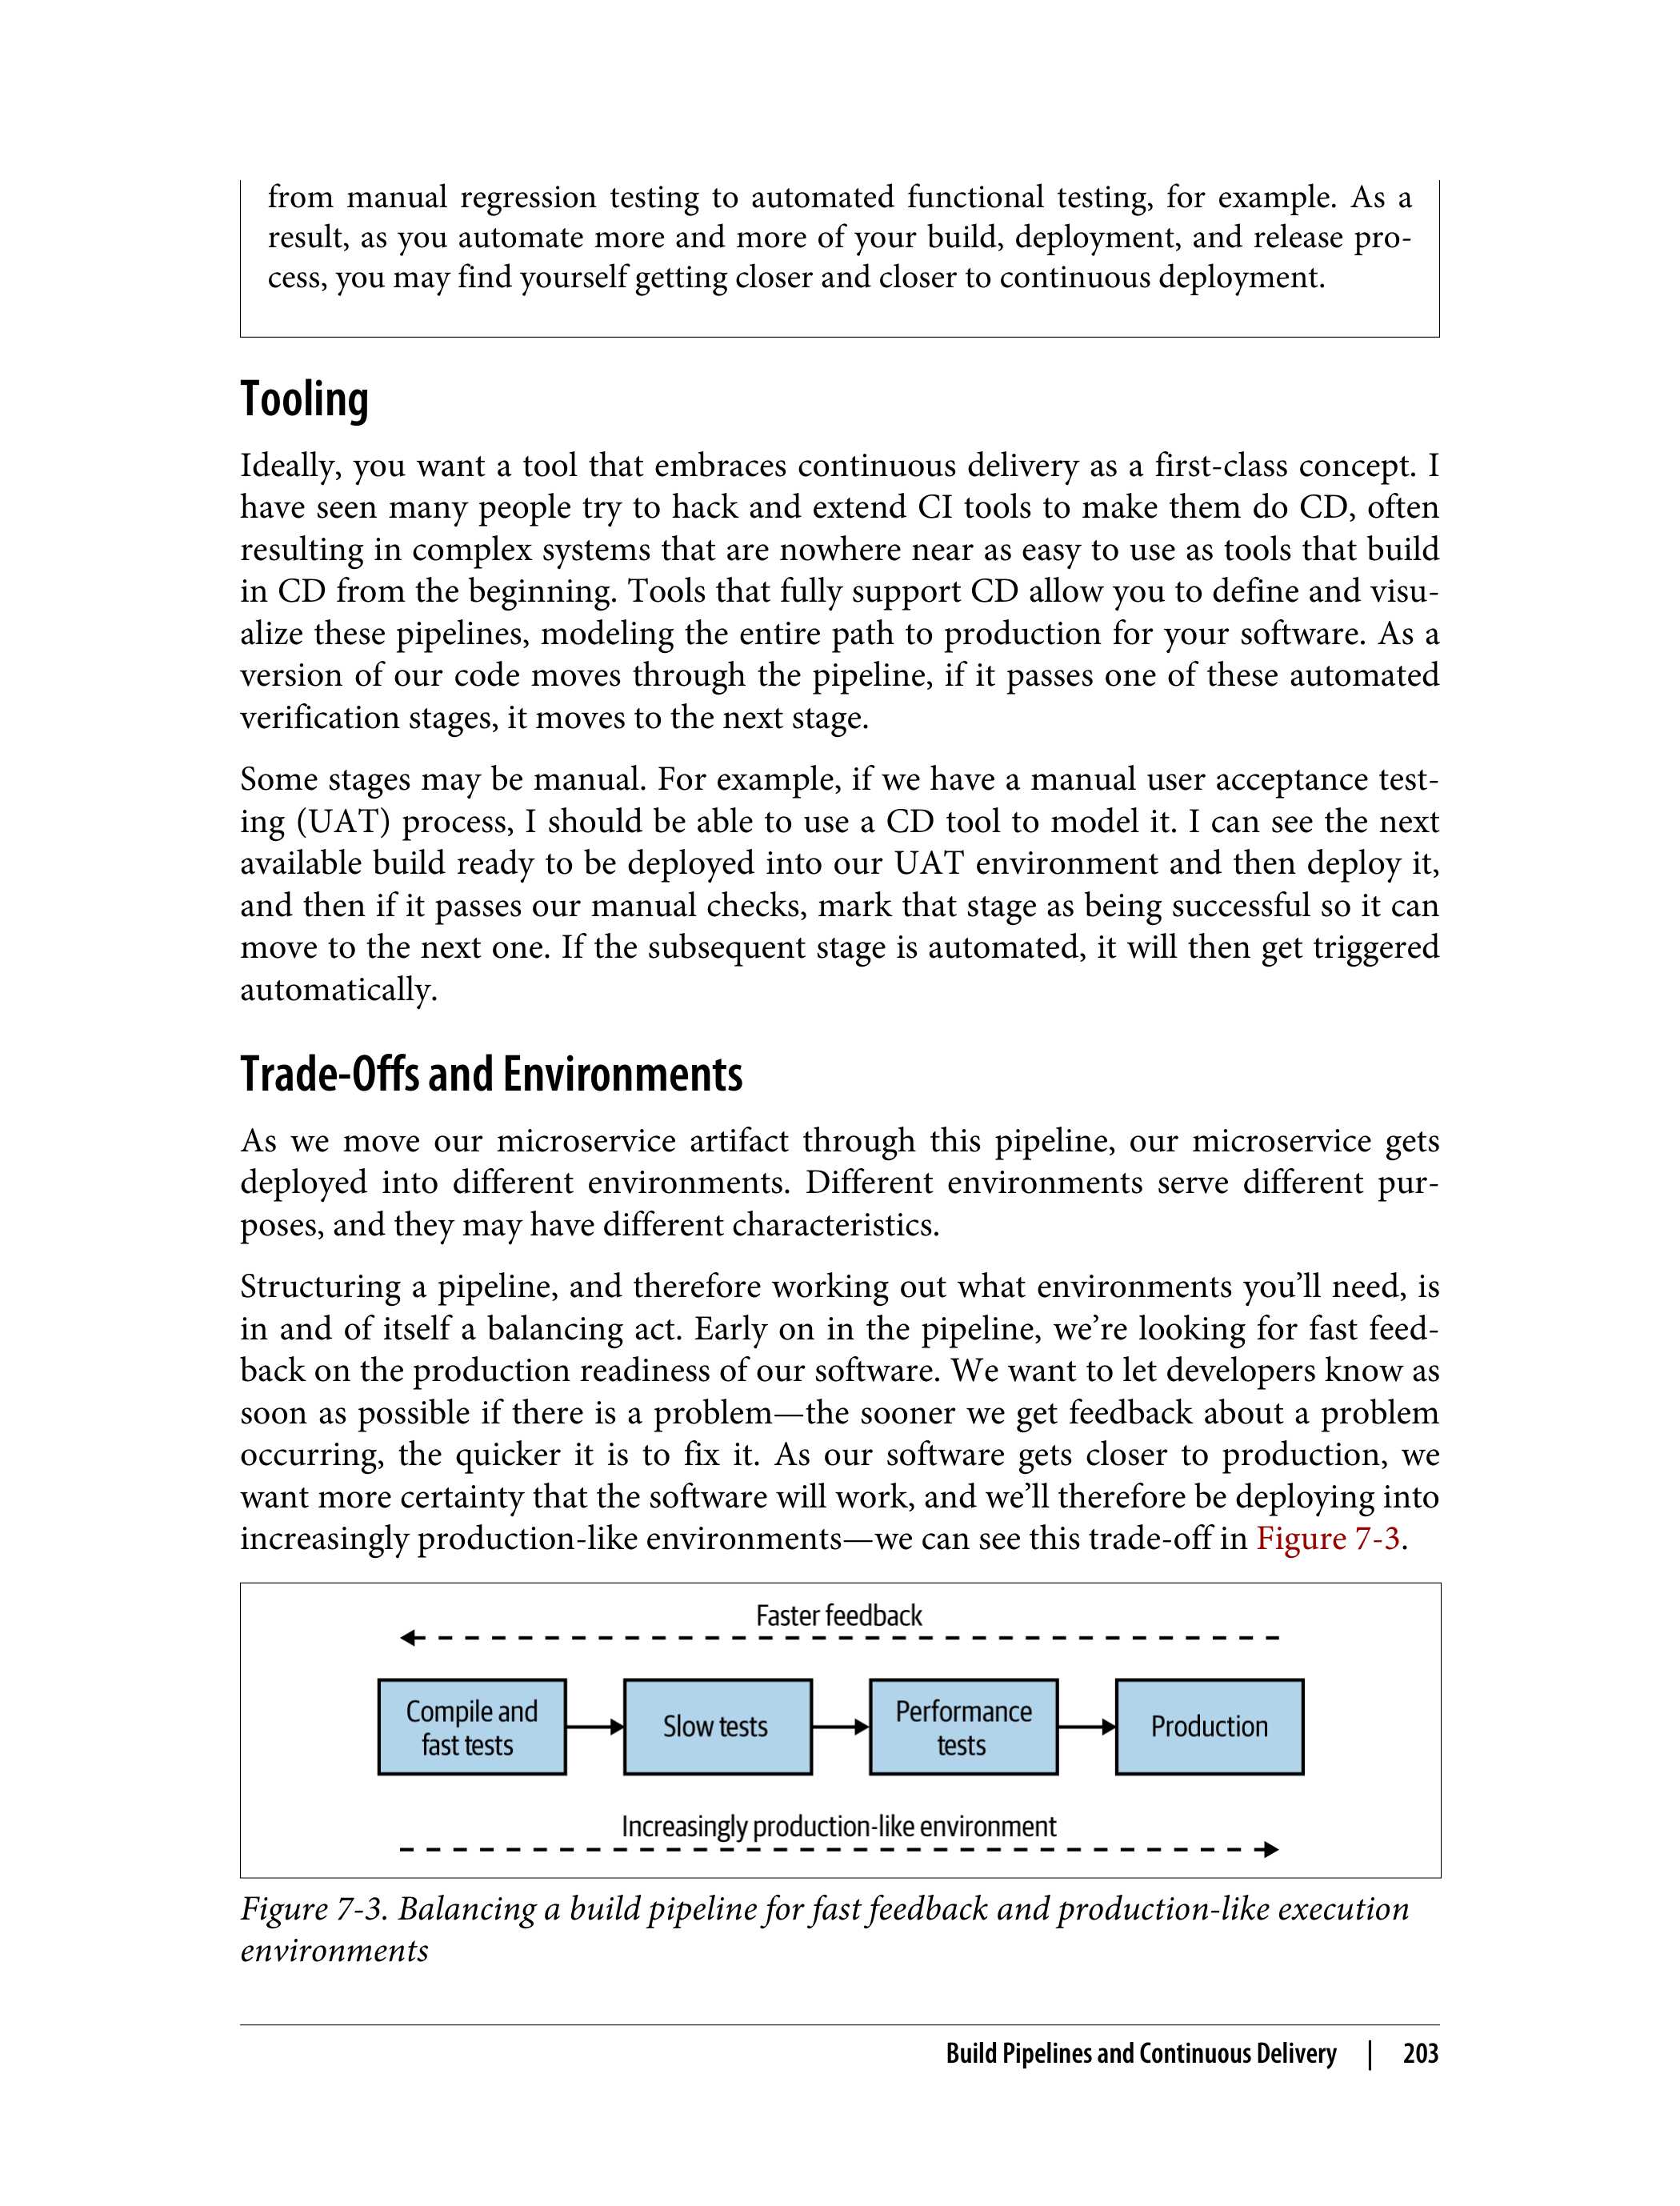 from manual regression testing to automated functional testing, for example. As a
result, as you automate more and more of your build, deployment, and release pro-
cess, you may find yourself getting closer and closer to continuous deployment.
Tooling
Ideally, you want a tool that embraces continuous delivery as a first-class concept. I
have seen many people try to hack and extend CI tools to make them do CD, often
resulting in complex systems that are nowhere near as easy to use as tools that build
in CD from the beginning. Tools that fully support CD allow you to define and visu-
alize these pipelines, modeling the entire path to production for your software. As a
version of our code moves through the pipeline, if it passes one of these automated
verification stages, it moves to the next stage.
Some stages may be manual. For example, if we have a manual user acceptance test-
ing (UAT) process, I should be able to use a CD tool to model it. I can see the next
available build ready to be deployed into our UAT environment and then deploy it,
and then if it passes our manual checks, mark that stage as being successful so it can
move to the next one. If the subsequent stage is automated, it will then get triggered
automatically.
Trade-Offs and Environments
As we move our microservice artifact through this pipeline, our microservice gets
deployed into different environments. Different environments serve different pur-
poses, and they may have different characteristics.
Structuring a pipeline, and therefore working out what environments you’ll need, is
in and of itself a balancing act. Early on in the pipeline, we’re looking for fast feed-
back on the production readiness of our software. We want to let developers know as
soon as possible if there is a problem—the sooner we get feedback about a problem
occurring, the quicker it is to fix it. As our software gets closer to production, we
want more certainty that the software will work, and we’ll therefore be deploying into
increasingly production-like environments—we can see this trade-off in Figure 7-3.
Faster feedback
Compile and
fast tests
Slow tests
Performance
tests
Production
Increasingly production-like environment
Figure 7-3. Balancing a build pipeline for fast feedback and production-like execution
environments
Build Pipelines and Continuous Delivery | 203